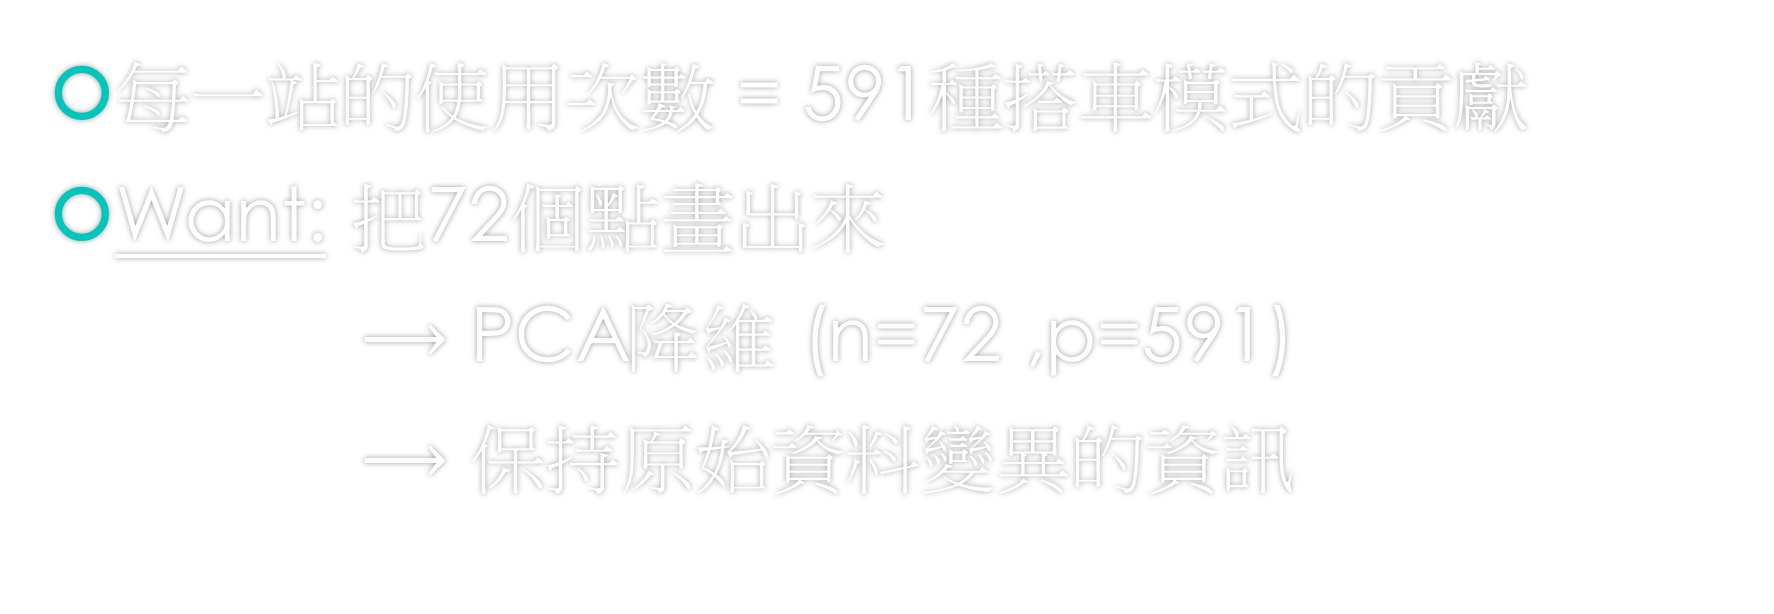 每一站的使用次數 = 591種搭車模式的貢獻
Want: 把72個點畫出來
→ PCA降維 (n=72 ,p=591)
→ 保持原始資料變異的資訊